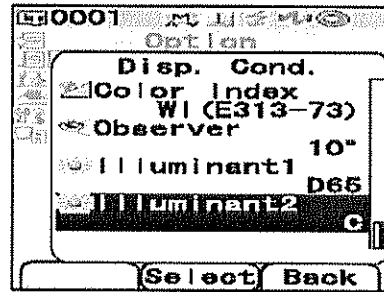 0001
Option
Disp. Cond.
Color Index
WI (E313-73)
Observer
10°
Illuminant1
D65
Illuminant2
C
Select Back